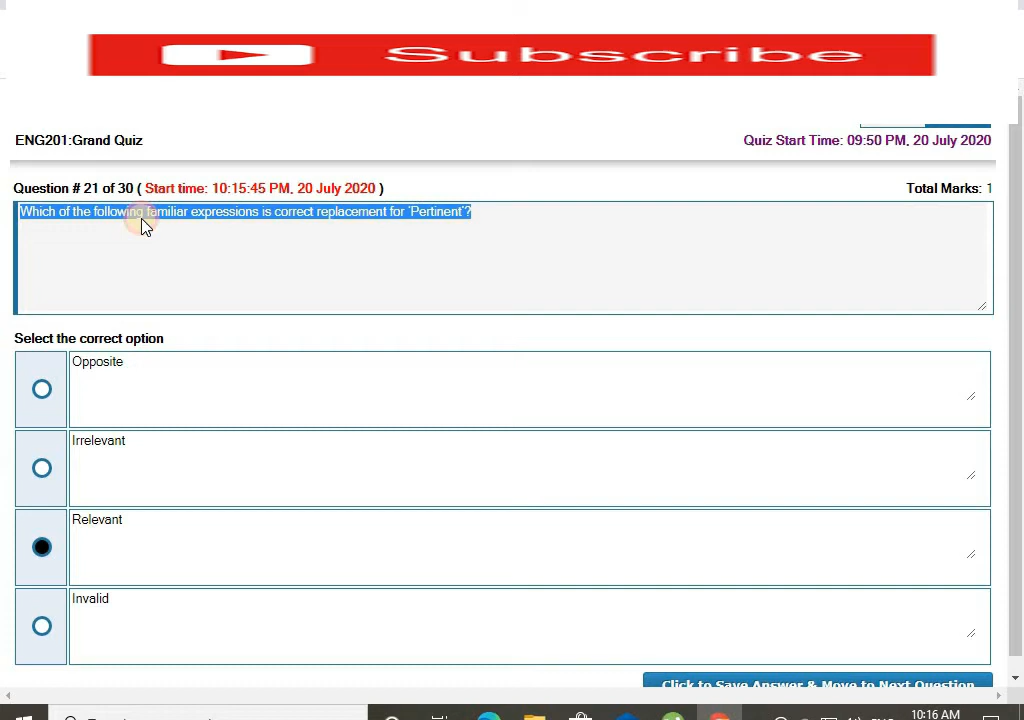 Subscribe
ENG201:Grand Quiz
Quiz Start Time: 09:50 PM, 20 July 2020
Question # 21 of 30 ( Start time: 10:15:45 PM, 20 July 2020 )
Total Marks: 1
Which of the following familiar expressions is correct replacement for 'Pertinent'?
Select the correct option
Opposite
Irrelevant
Relevant
Invalid
Click to Save Answer & Move to Next Question
10:16 AM